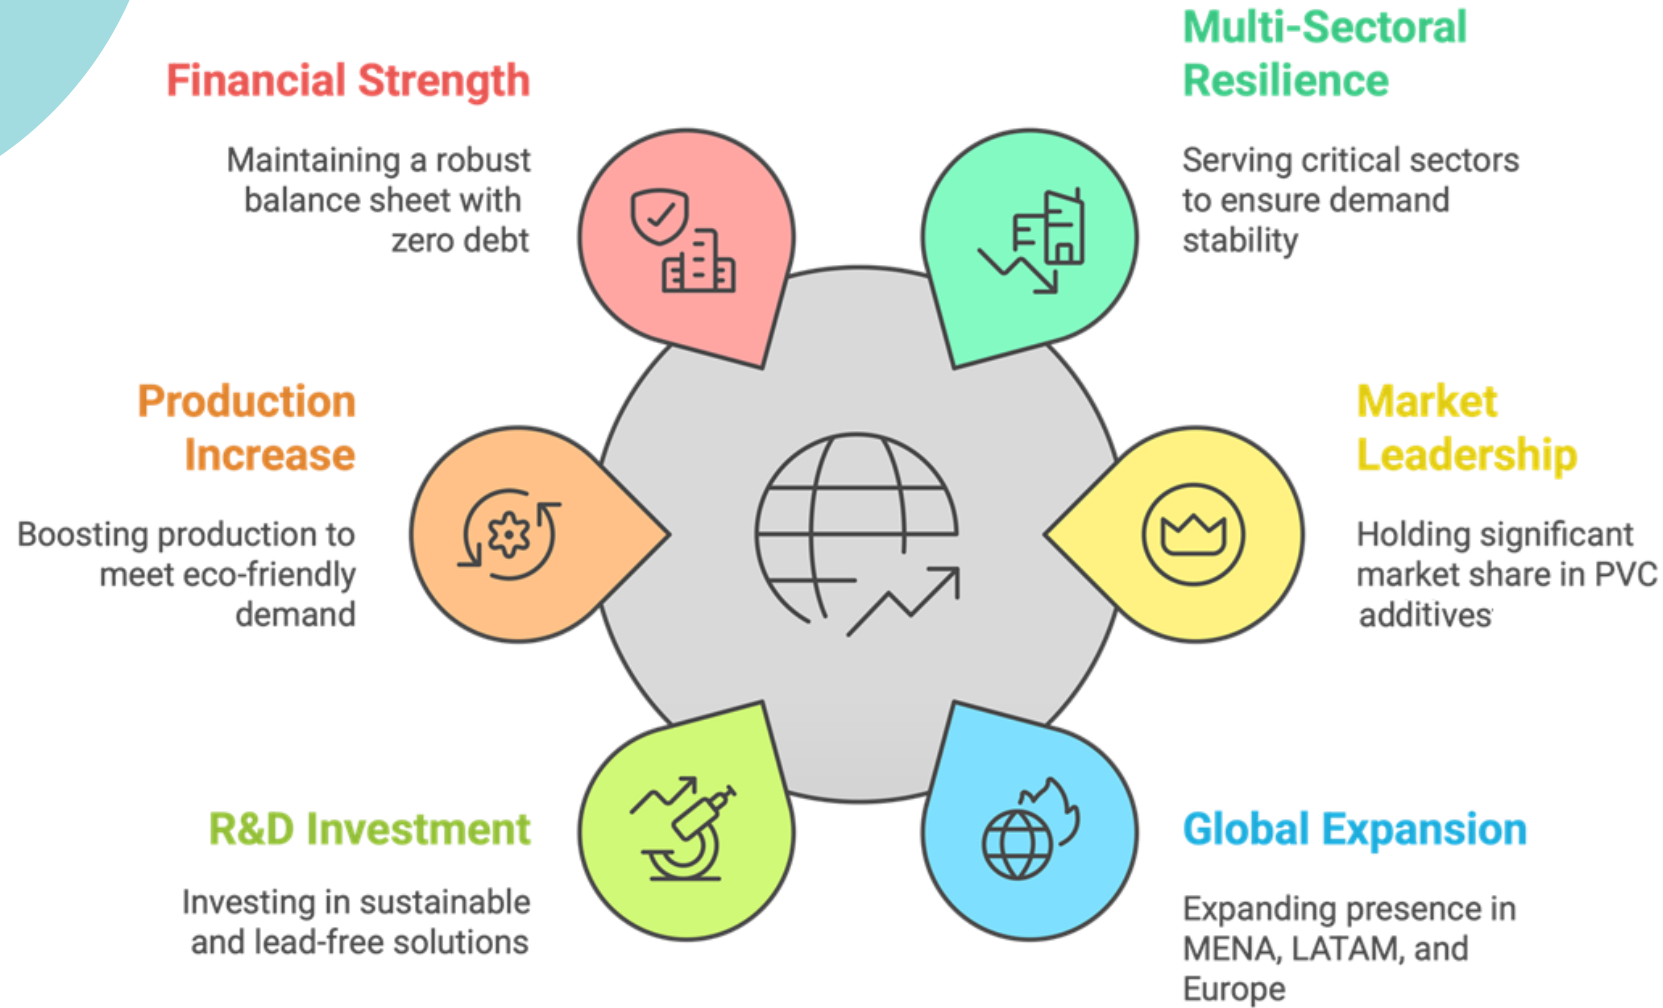 Financial Strength
Maintaining a robust
balance sheet with
zero debt
Multi-Sectoral
Resilience
Serving critical sectors
to ensure demand
stability
Production
Increase
Boosting production to
meet eco-friendly
demand
Market
Leadership
Holding significant
market share in PVC
additives
R&D Investment
Investing in sustainable
and lead-free solutions
Global Expansion
Expanding presence in
MENA, LATAM, and
Europe